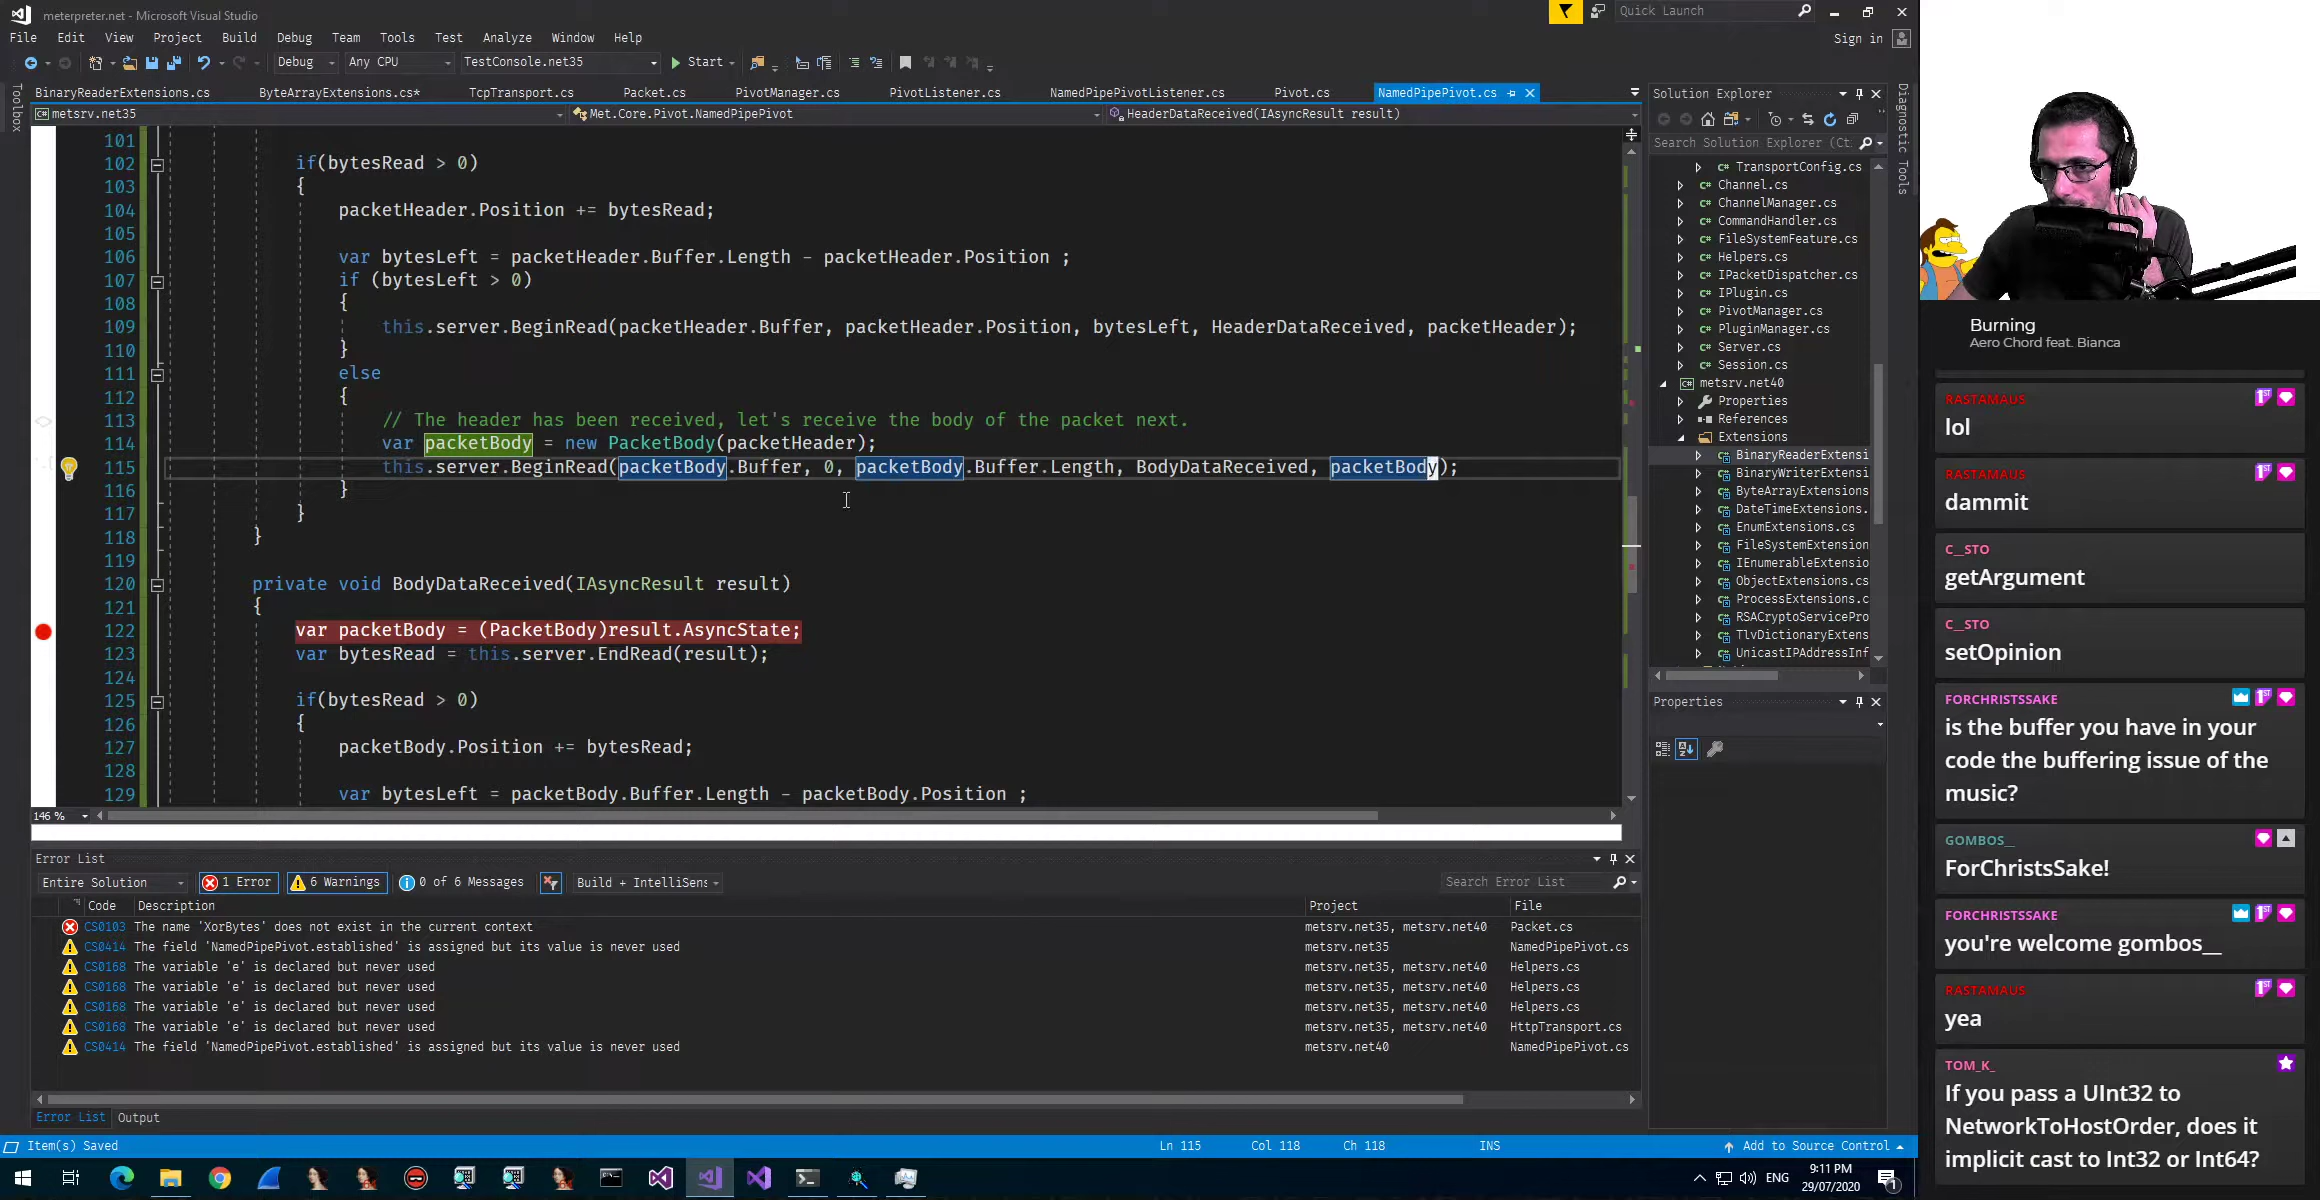 meterpreter.net - Microsoft Visual Studio
Quick Launch
File Edit View Project Build Debug Team Tools Test Analyze Window Help
Sign in
Debug Any CPU TestConsole.net35 Start
BinaryReaderExtensions.cs ByteArrayExtensions.cs* TcpTransport.cs Packet.cs PivotManager.cs PivotListener.cs NamedPipePivotListener.cs Pivot.cs NamedPipePivot.cs
metsrv.net35 Met.Core.Pivot.NamedPipePivot HeaderDataReceived(IAsyncResult result)
Toolbox
101
102 if(bytesRead > 0)
103 {
104 packetHeader.Position += bytesRead;
105
106 var bytesLeft = packetHeader.Buffer.Length - packetHeader.Position ;
107 if (bytesLeft > 0)
108 {
109 this.server.BeginRead(packetHeader.Buffer, packetHeader.Position, bytesLeft, HeaderDataReceived, packetHeader);
110 }
111 else
112 {
113 // The header has been received, let's receive the body of the packet next.
114 var packetBody = new PacketBody(packetHeader);
115 this.server.BeginRead(packetBody.Buffer, 0, packetBody.Buffer.Length, BodyDataReceived, packetBody);
116 }
117 }
118 }
119
120 private void BodyDataReceived(IAsyncResult result)
121 {
122 var packetBody = (PacketBody)result.AsyncState;
123 var bytesRead = this.server.EndRead(result);
124
125 if(bytesRead > 0)
126 {
127 packetBody.Position += bytesRead;
128
129 var bytesLeft = packetBody.Buffer.Length - packetBody.Position ;
146 %
Solution Explorer
Search Solution Explorer (Ct
TransportConfig.cs
Channel.cs
ChannelManager.cs
CommandHandler.cs
FileSystemFeature.cs
Helpers.cs
IPacketDispatcher.cs
IPlugin.cs
PivotManager.cs
PluginManager.cs
Server.cs
Session.cs
metsrv.net40
Properties
References
Extensions
BinaryReaderExtensi
BinaryWriterExtensi
ByteArrayExtensions
DateTimeExtensions.
EnumExtensions.cs
FileSystemExtension
IEnumerableExtensio
ObjectExtensions.cs
ProcessExtensions.c
RSACryptoServicePro
TlvDictionaryExtens
UnicastIPAddressInf
Properties
Diagnostic Tools
Error List
Entire Solution 1 Error 6 Warnings 0 of 6 Messages Build + IntelliSens Search Error List
Code Description Project File
CS0103 The name 'XorBytes' does not exist in the current context metsrv.net35, metsrv.net40 Packet.cs
CS0414 The field 'NamedPipePivot.established' is assigned but its value is never used metsrv.net35 NamedPipePivot.cs
CS0168 The variable 'e' is declared but never used metsrv.net35, metsrv.net40 Helpers.cs
CS0168 The variable 'e' is declared but never used metsrv.net35, metsrv.net40 Helpers.cs
CS0168 The variable 'e' is declared but never used metsrv.net35, metsrv.net40 Helpers.cs
CS0168 The variable 'e' is declared but never used metsrv.net35, metsrv.net40 HttpTransport.cs
CS0414 The field 'NamedPipePivot.established' is assigned but its value is never used metsrv.net40 NamedPipePivot.cs
Error List Output
Item(s) Saved Ln 115 Col 118 Ch 118 INS Add to Source Control
ENG
9:11 PM
29/07/2020
1
Burning
Aero Chord feat. Bianca
RASTAMAUS
lol
RASTAMAUS
dammit
C__STO
getArgument
C__STO
setOpinion
FORCHRISTSSAKE
is the buffer you have in your
code the buffering issue of the
music?
GOMBOS__
ForChristsSake!
FORCHRISTSSAKE
you're welcome gombos__
RASTAMAUS
yea
TOM_K_
If you pass a UInt32 to
NetworkToHostOrder, does it
implicit cast to Int32 or Int64?